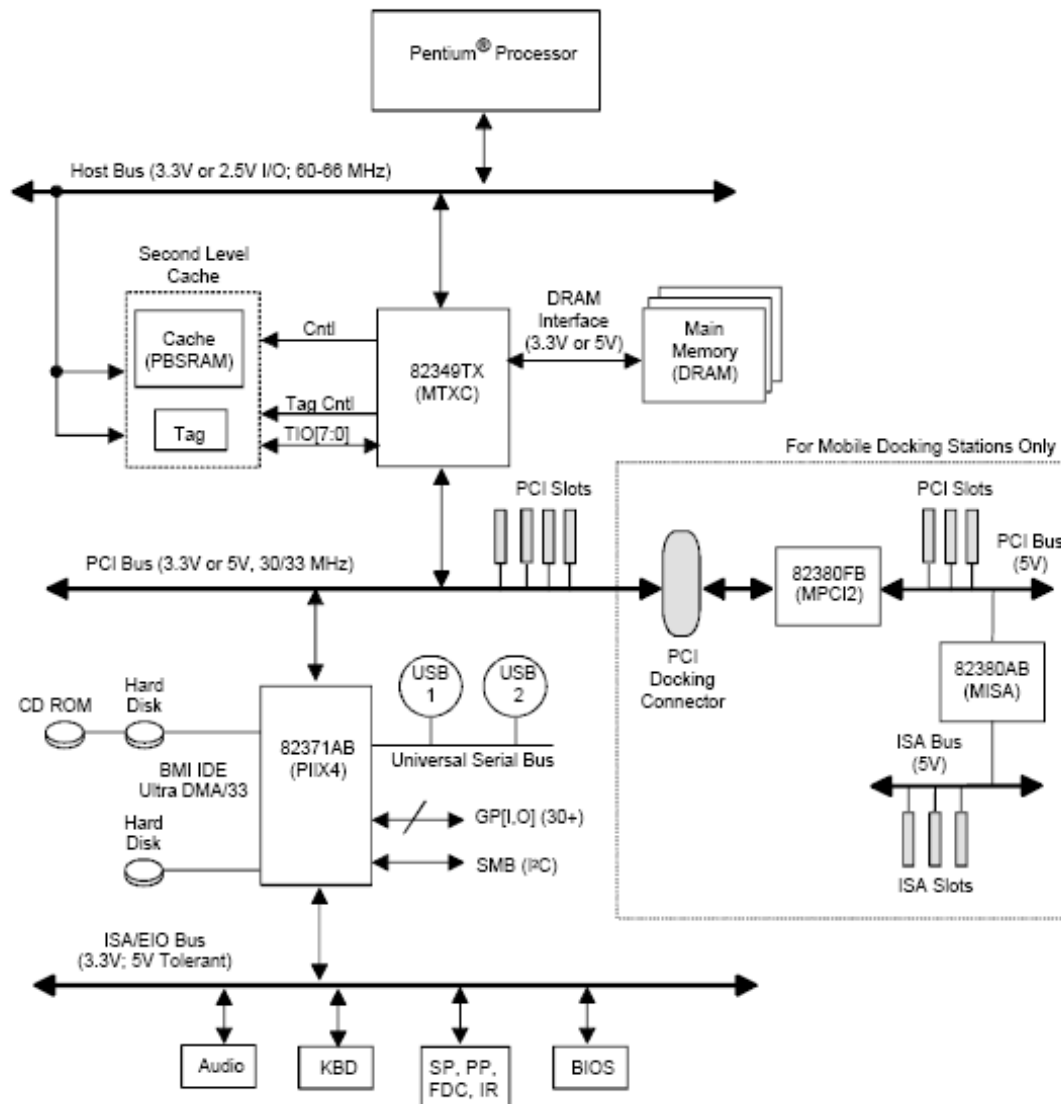 Pentium® Processor
Host Bus (3.3V or 2.5V I/O; 60-66 MHz)
Second Level
Cache
Cache
(PBSRAM)
Tag
Cntl
Tag Cntl
TIO[7:0]
82349TX
(MTXC)
DRAM
Interface
(3.3V or 5V)
Main
Memory
(DRAM)
For Mobile Docking Stations Only
PCI Slots
PCI Bus (3.3V or 5V, 30/33 MHz)
PCI
Docking
Connector
82380FB
(MPCI2)
PCI Slots
PCI Bus
(5V)
82380AB
(MISA)
ISA Bus
(5V)
ISA Slots
CD ROM
Hard
Disk
BMI IDE
Ultra DMA/33
Hard
Disk
82371AB
(PIIX4)
USB
1
USB
2
Universal Serial Bus
GP[I,O] (30+)
SMB (I²C)
ISA/EIO Bus
(3.3V; 5V Tolerant)
Audio
KBD
SP, PP,
FDC, IR
BIOS